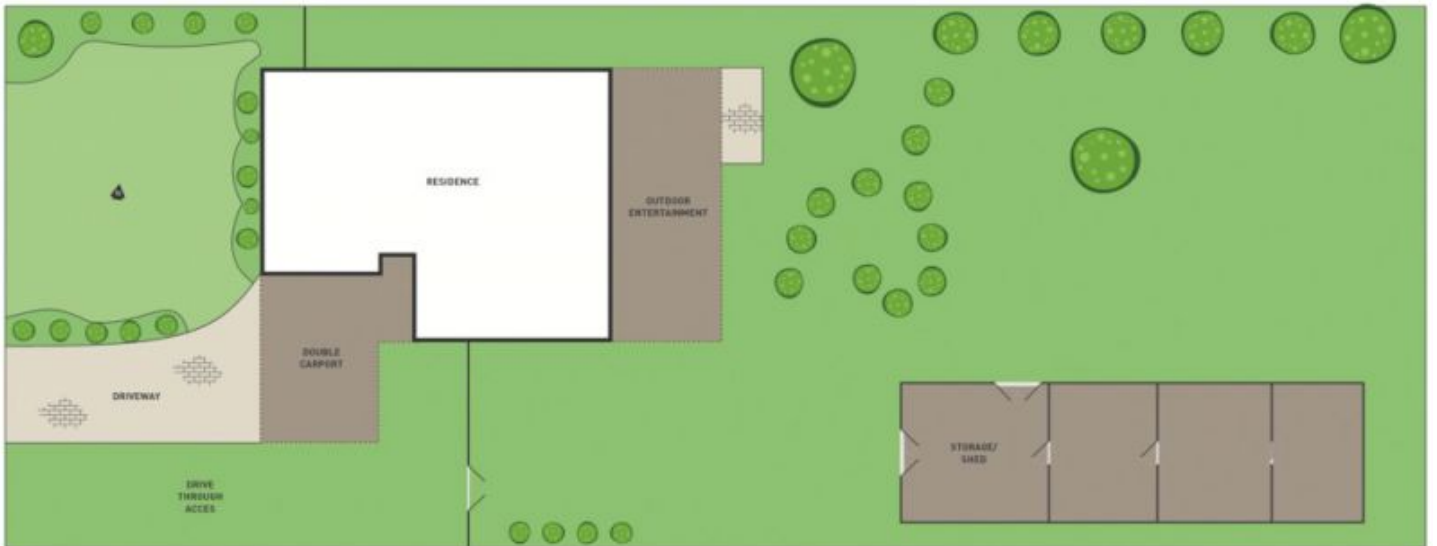 RESIDENCE
OUTDOOR
ENTERTAINMENT
DOUBLE
CARPORT
DRIVEWAY
STORAGE/
SHED
DRIVE
THROUGH
ACCES